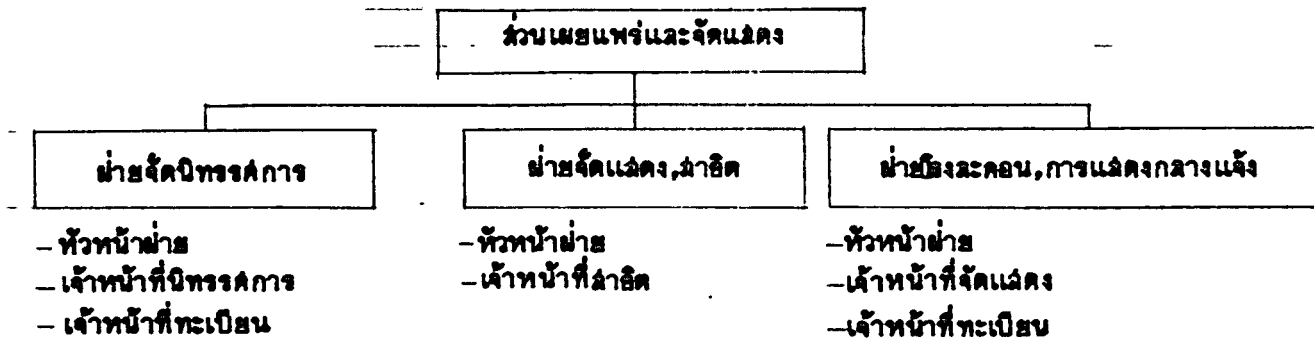 ส่วนเผยแพร่และจัดแสดง
ฝ่ายจัดนิทรรศการ
- หัวหน้าฝ่าย
- เจ้าหน้าที่นิทรรศการ
- เจ้าหน้าที่ทะเบียน
ฝ่ายจัดแสดง,สาธิต
- หัวหน้าฝ่าย
- เจ้าหน้าที่สาธิต
ฝ่ายโรงละคอน,การแสดงกลางแจ้ง
- หัวหน้าฝ่าย
- เจ้าหน้าที่จัดแสดง
- เจ้าหน้าที่ทะเบียน